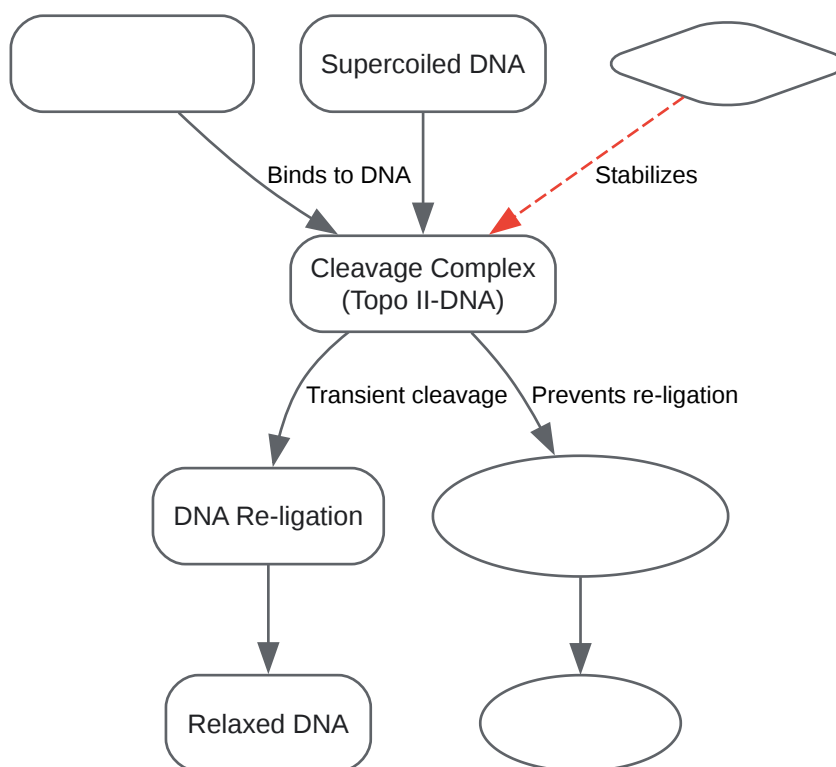 Supercoiled DNA
Binds to DNA
Stabilizes
Cleavage Complex
(Topo II-DNA)
Transient cleavage
Prevents re-ligation
DNA Re-ligation
Relaxed DNA